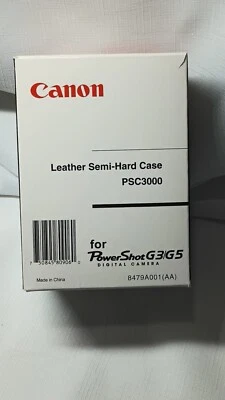 Canon
Leather Semi-Hard Case
PSC3000
for
PowerShot G3/G5
DIGITAL CAMERA
Made in China
8479A001(AA)